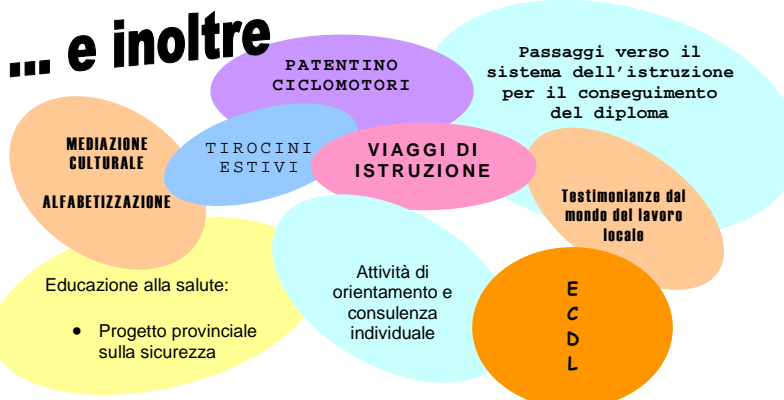 ... e inoltre
PATENTINO
CICLOMOTORI
Passaggi verso il
sistema dell'istruzione
per il conseguimento
del diploma
MEDIAZIONE
CULTURALE
ALFABETIZZAZIONE
TIROCINI
ESTIVI
VIAGGI DI
ISTRUZIONE
Testimonianze dal
mondo del lavoro
locale
Educazione alla salute:
• Progetto provinciale
sulla sicurezza
Attività di
orientamento e
consulenza
individuale
E
C
D
L